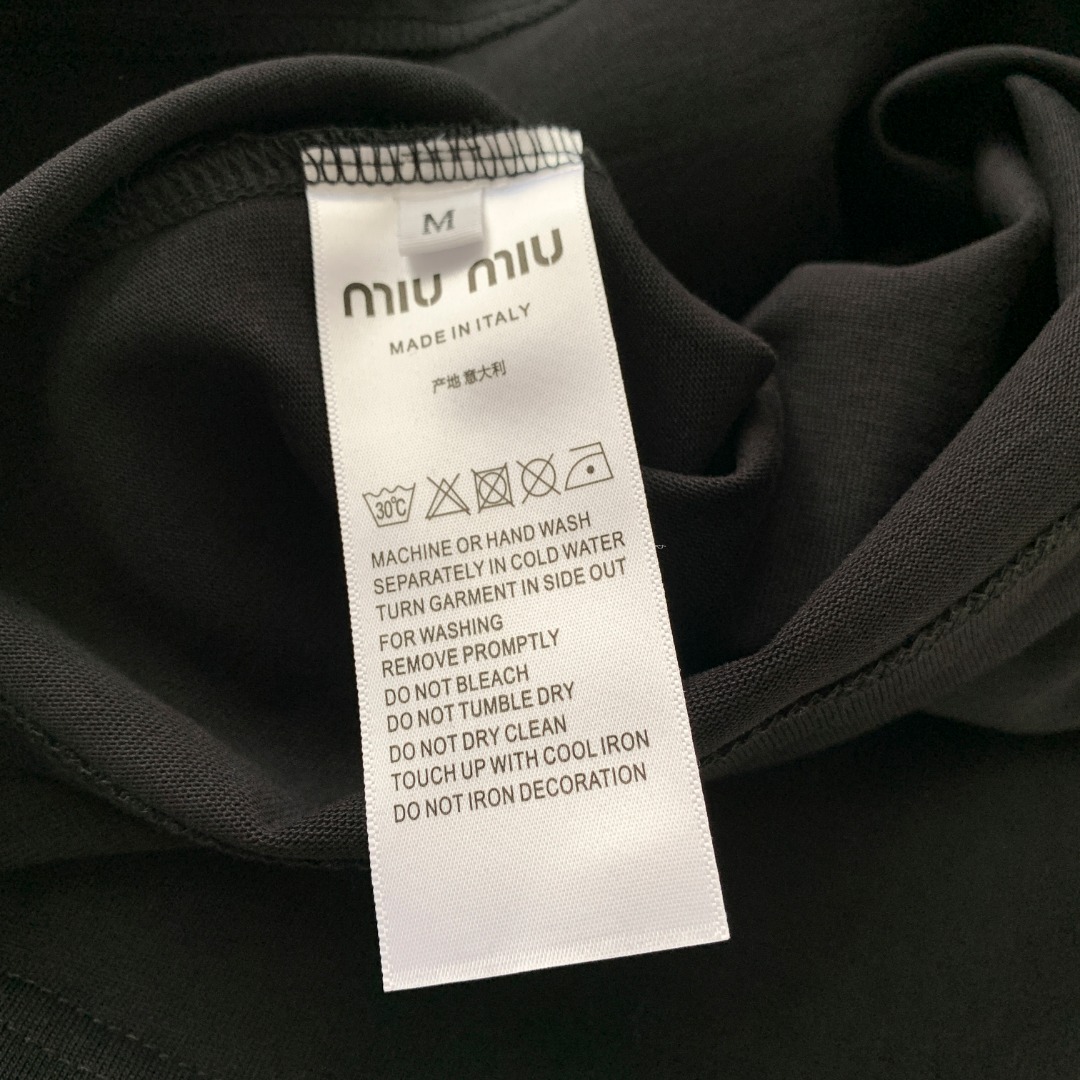 M
miu miu
MADE IN ITALY
产地意大利
30℃
MACHINE OR HAND WASH
SEPARATELY IN COLD WATER
TURN GARMENT IN SIDE OUT
FOR WASHING
REMOVE PROMPTLY
DO NOT BLEACH
DO NOT TUMBLE DRY
DO NOT DRY CLEAN
TOUCH UP WITH COOL IRON
DO NOT IRON DECORATION